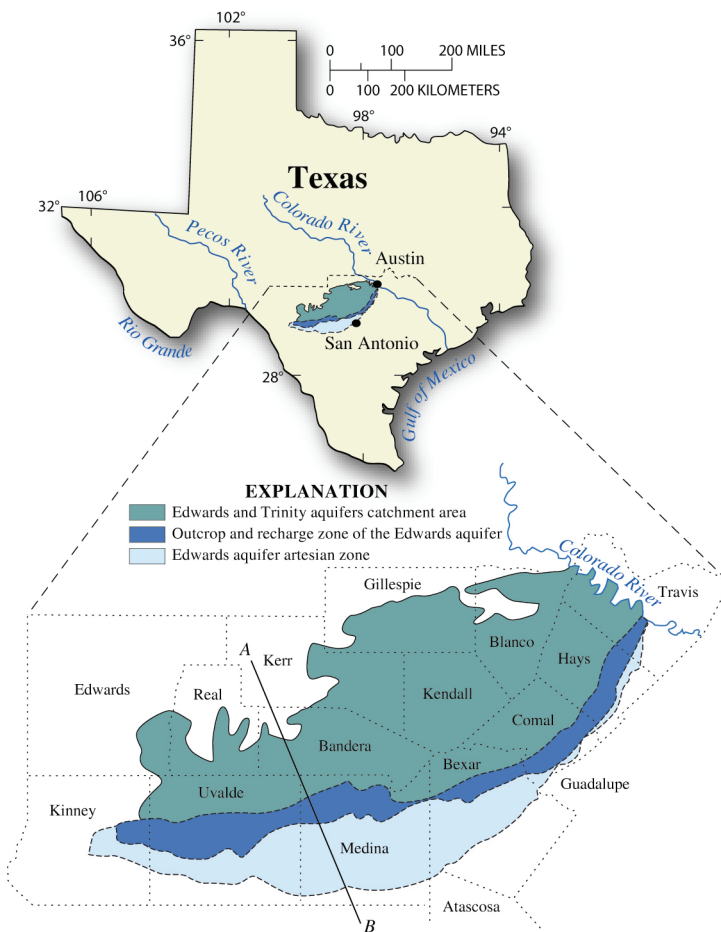 102°
36°
0 100 200 MILES
0 100 200 KILOMETERS
98°
94°
Texas
32°
106°
Colorado River
Pecos River
Austin
Rio Grande
San Antonio
28°
Gulf of Mexico
EXPLANATION
Edwards and Trinity aquifers catchment area
Outcrop and recharge zone of the Edwards aquifer
Edwards aquifer artesian zone
Colorado River
Gillespie
Travis
Blanco
A
Kerr
Hays
Edwards
Real
Kendall
Comal
Bandera
Bexar
Guadalupe
Uvalde
Kinney
Medina
Atascosa
B